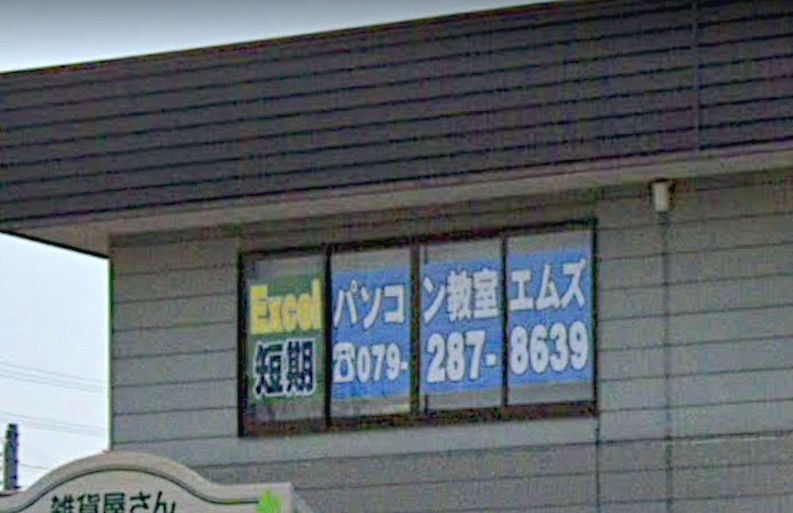 Excel
短期
パソコン教室エムズ
☎079-287-8639
雑貨屋さん